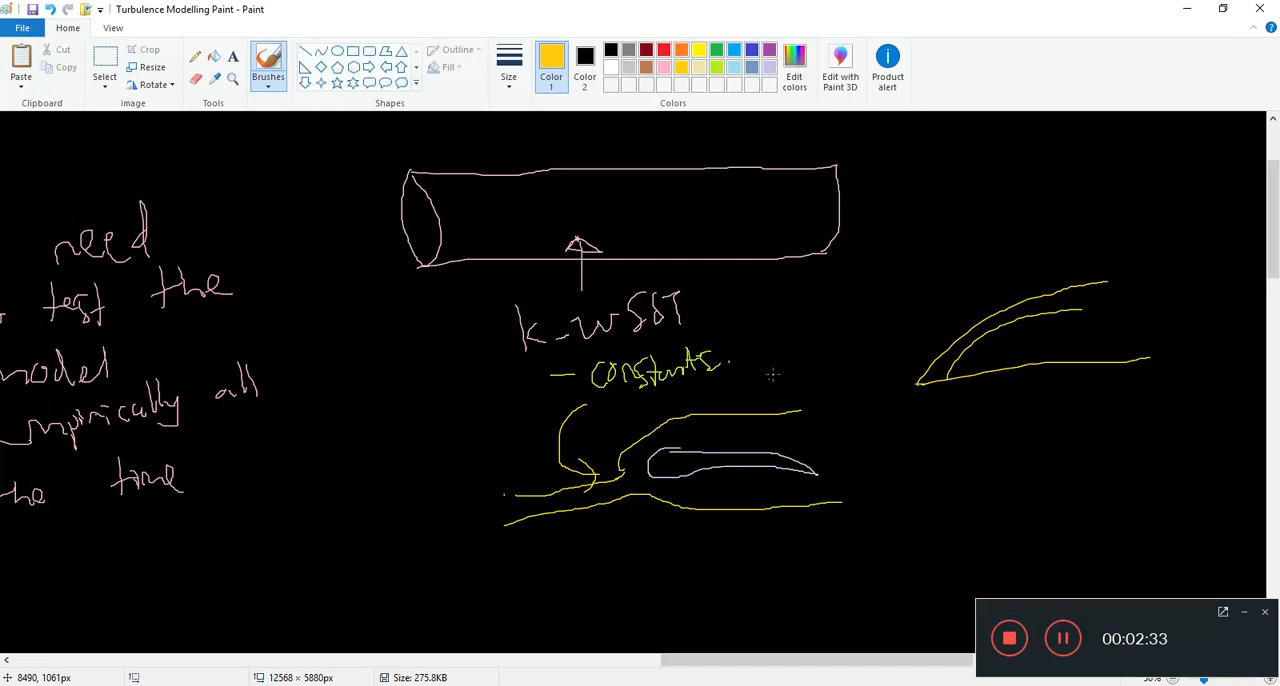 Turbulence Modelling Paint - Paint
File
Home
View
Paste
Cut
Copy
Clipboard
Select
Crop
Resize
Rotate
Image
A
Tools
Brushes
Shapes
Outline
Fill
Size
Color 1
Color 2
Colors
Edit colors
Edit with Paint 3D
Product alert
need
test the
model
mpirically all
he time
k-w SST
- constants.
00:02:33
8490, 1061px
12568 × 5880px
Size: 275.8KB
50%